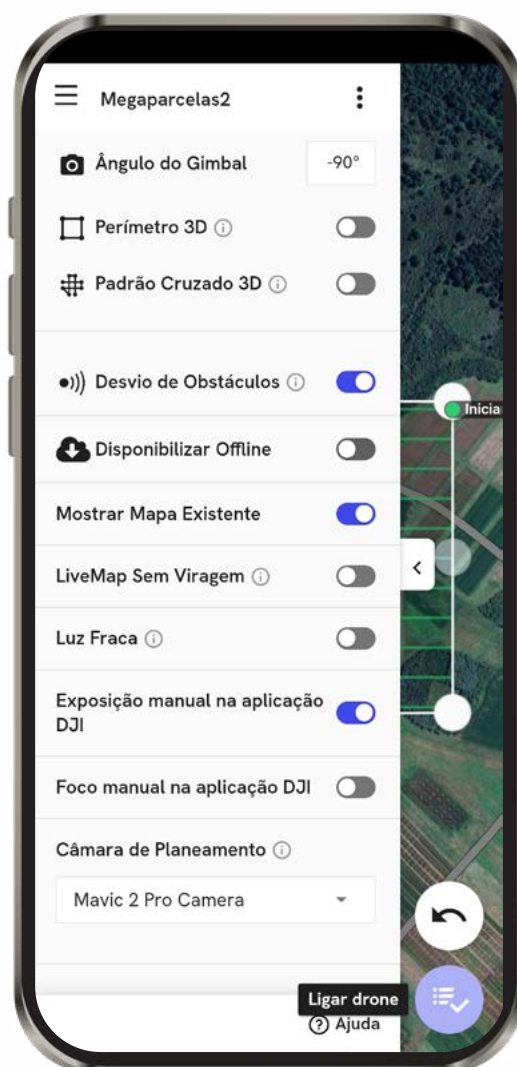 Megaparcelas2
Ângulo do Gimbal
-90°
Perímetro 3D
Padrão Cruzado 3D
Desvio de Obstáculos
Inicia
Disponibilizar Offline
Mostrar Mapa Existente
LiveMap Sem Viragem
Luz Fraca
Exposição manual na aplicação
DJI
Foco manual na aplicação DJI
Câmara de Planeamento
Mavic 2 Pro Camera
Ligar drone
Ajuda